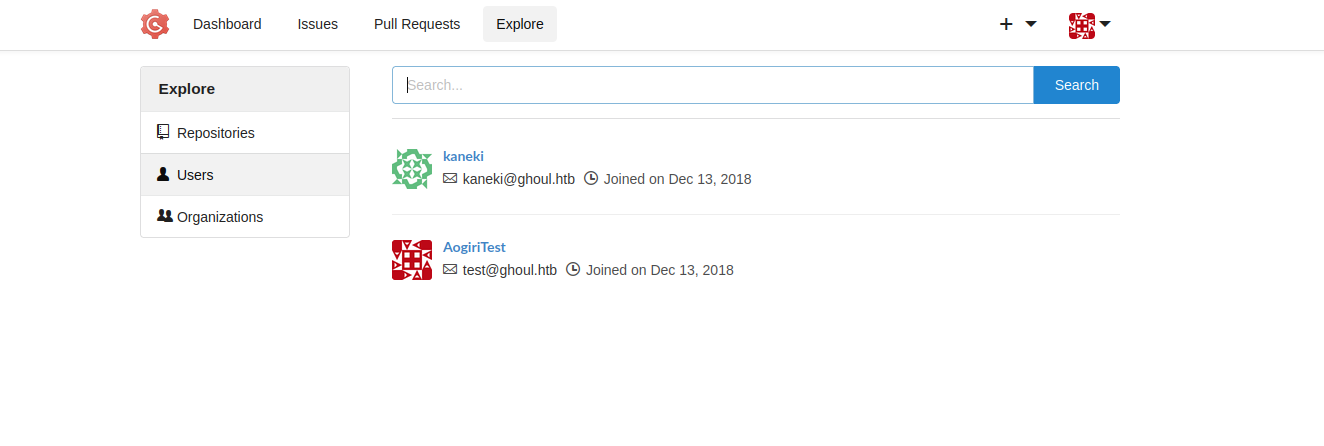 Dashboard Issues Pull Requests Explore +
Explore
Repositories
Users
Organizations
Search... Search
kaneki
kaneki@ghoul.htb Joined on Dec 13, 2018
AogiriTest
test@ghoul.htb Joined on Dec 13, 2018